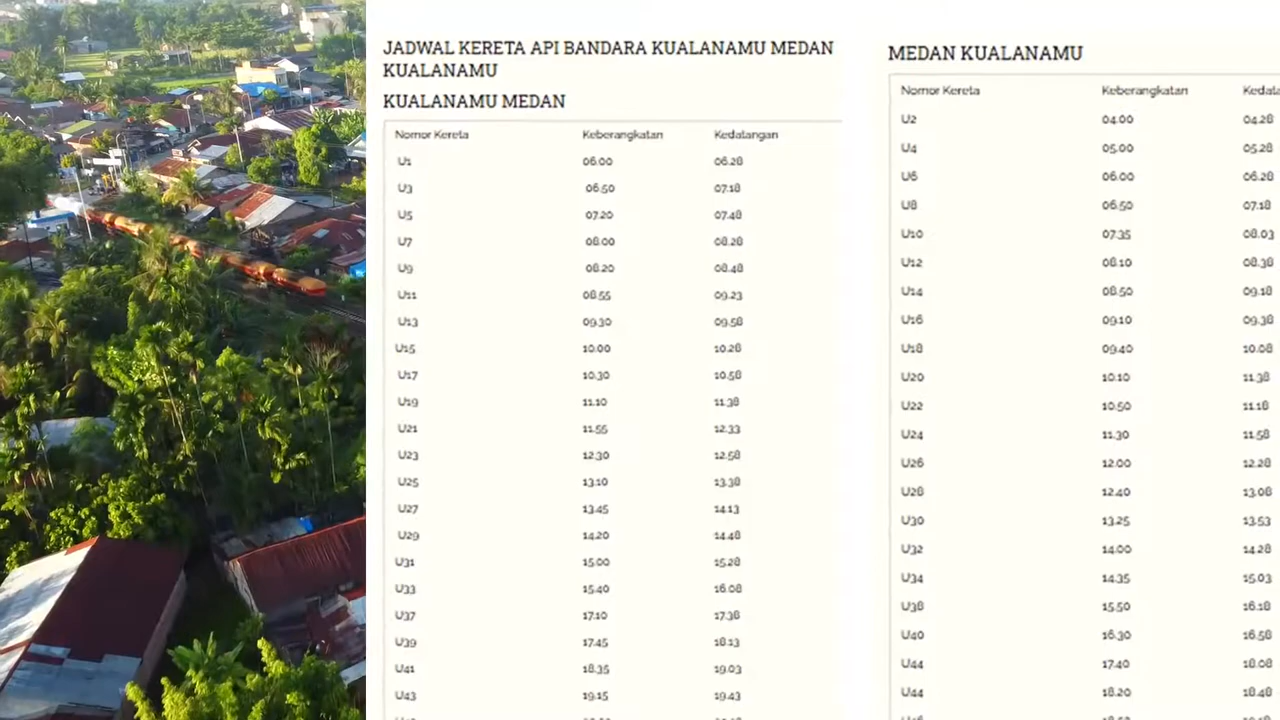 JADWAL KERETA API BANDARA KUALANAMU MEDAN
KUALANAMU
KUALANAMU MEDAN
Nomor Kereta Keberangkatan Kedatangan
U1 06.00 06.28
U3 06.50 07.18
U5 07.20 07.48
U7 08.00 08.28
U9 08.20 08.48
U11 08.55 09.23
U13 09.30 09.58
U15 10.00 10.28
U17 10.30 10.58
U19 11.10 11.38
U21 11.55 12.33
U23 12.30 12.58
U25 13.10 13.38
U27 13.45 14.13
U29 14.20 14.48
U31 15.00 15.28
U33 15.40 16.08
U37 17.10 17.38
U39 17.45 18.13
U41 18.35 19.03
U43 19.15 19.43
MEDAN KUALANAMU
Nomor Kereta Keberangkatan Kedata
U2 04.00 04.28
U4 05.00 05.28
U6 06.00 06.28
U8 06.50 07.18
U10 07.35 08.03
U12 08.10 08.38
U14 08.50 09.18
U16 09.10 09.38
U18 09.40 10.08
U20 10.10 11.38
U22 10.50 11.18
U24 11.30 11.58
U26 12.00 12.28
U28 12.40 13.08
U30 13.25 13.53
U32 14.00 14.28
U34 14.35 15.03
U38 15.50 16.18
U40 16.30 16.58
U44 17.40 18.08
U44 18.20 18.48